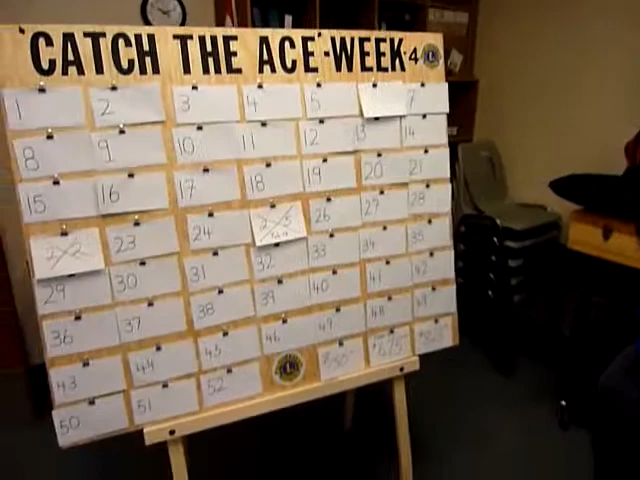 CATCH THE ACE-WEEK 4
1 2 3 4 5 7
8 9 10 11 12 13 14
15 16 17 18 19 20 21
22 23 24 25 26 27 28
29 30 31 32 33 34 35
36 37 38 39 40 41 42
43 44 45 46 47 48 49
50 51 52